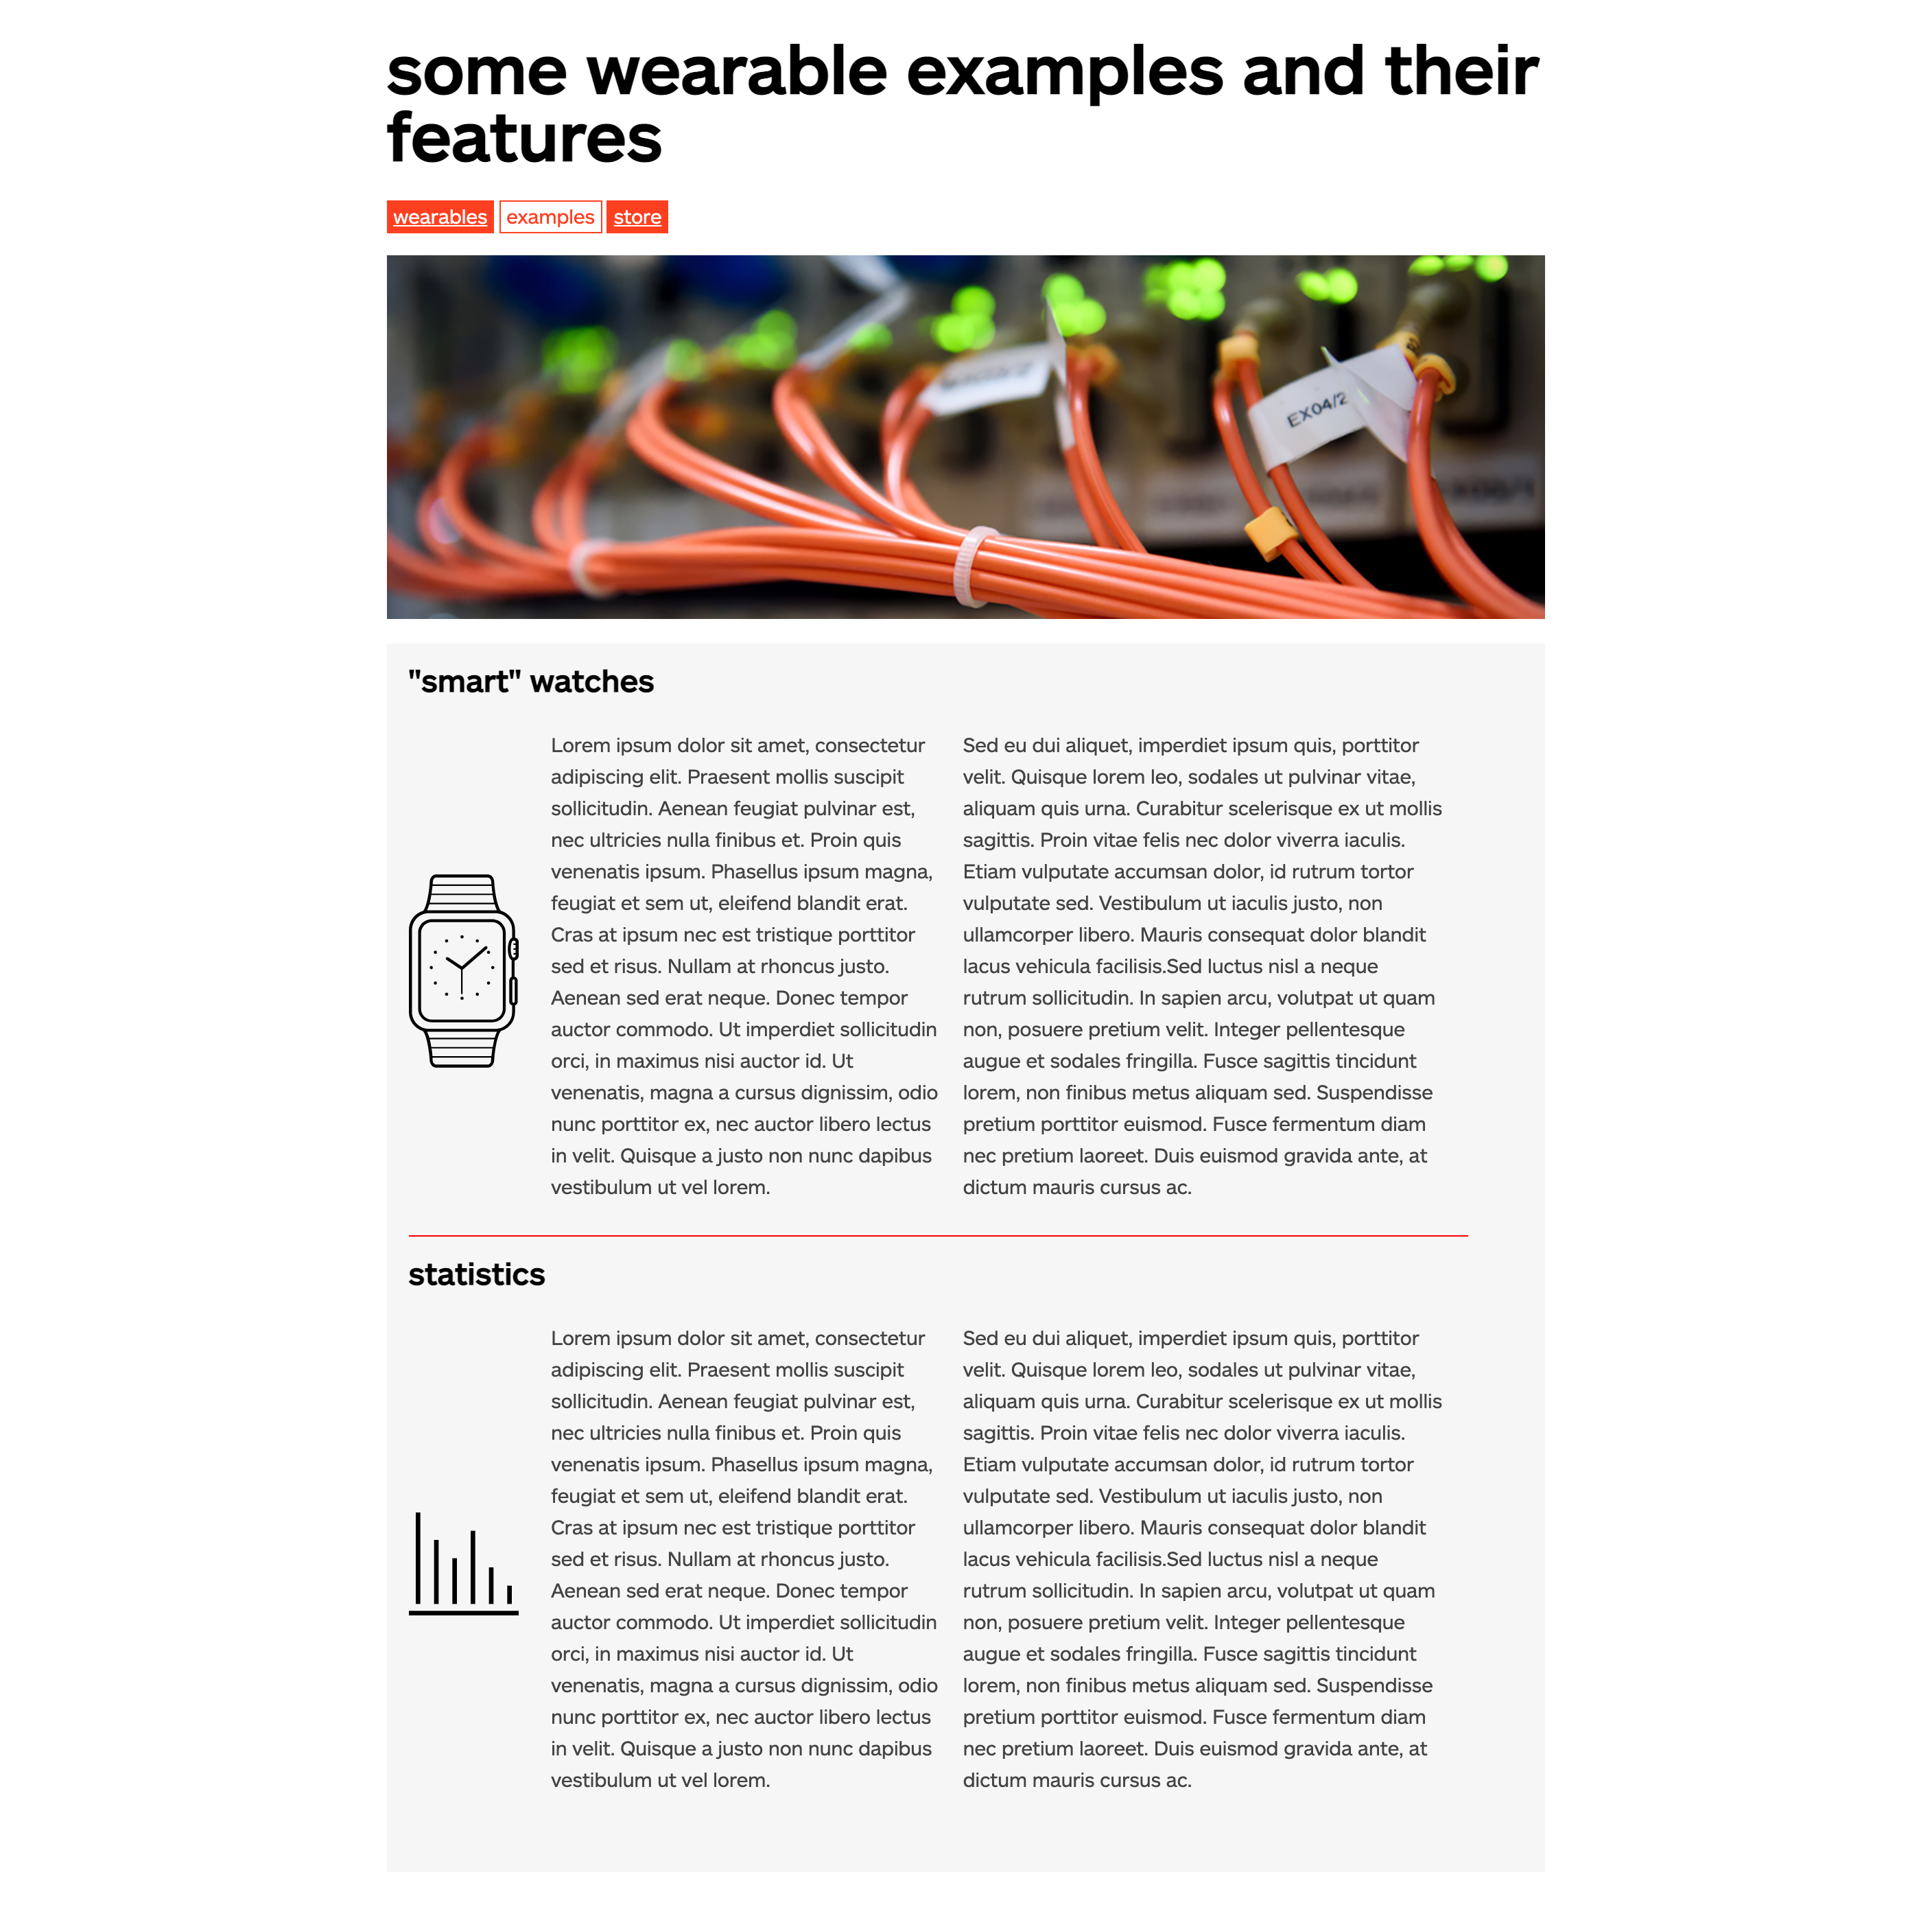 some wearable examples and their
features
wearables examples store
EX04/2
"smart" watches
Lorem ipsum dolor sit amet, consectetur
adipiscing elit. Praesent mollis suscipit
sollicitudin. Aenean feugiat pulvinar est,
nec ultricies nulla finibus et. Proin quis
venenatis ipsum. Phasellus ipsum magna,
feugiat et sem ut, eleifend blandit erat.
Cras at ipsum nec est tristique porttitor
sed et risus. Nullam at rhoncus justo.
Aenean sed erat neque. Donec tempor
auctor commodo. Ut imperdiet sollicitudin
orci, in maximus nisi auctor id. Ut
venenatis, magna a cursus dignissim, odio
nunc porttitor ex, nec auctor libero lectus
in velit. Quisque a justo non nunc dapibus
vestibulum ut vel lorem.
Sed eu dui aliquet, imperdiet ipsum quis, porttitor
velit. Quisque lorem leo, sodales ut pulvinar vitae,
aliquam quis urna. Curabitur scelerisque ex ut mollis
sagittis. Proin vitae felis nec dolor viverra iaculis.
Etiam vulputate accumsan dolor, id rutrum tortor
vulputate sed. Vestibulum ut iaculis justo, non
ullamcorper libero. Mauris consequat dolor blandit
lacus vehicula facilisis.Sed luctus nisl a neque
rutrum sollicitudin. In sapien arcu, volutpat ut quam
non, posuere pretium velit. Integer pellentesque
augue et sodales fringilla. Fusce sagittis tincidunt
lorem, non finibus metus aliquam sed. Suspendisse
pretium porttitor euismod. Fusce fermentum diam
nec pretium laoreet. Duis euismod gravida ante, at
dictum mauris cursus ac.
statistics
Lorem ipsum dolor sit amet, consectetur
adipiscing elit. Praesent mollis suscipit
sollicitudin. Aenean feugiat pulvinar est,
nec ultricies nulla finibus et. Proin quis
venenatis ipsum. Phasellus ipsum magna,
feugiat et sem ut, eleifend blandit erat.
Cras at ipsum nec est tristique porttitor
sed et risus. Nullam at rhoncus justo.
Aenean sed erat neque. Donec tempor
auctor commodo. Ut imperdiet sollicitudin
orci, in maximus nisi auctor id. Ut
venenatis, magna a cursus dignissim, odio
nunc porttitor ex, nec auctor libero lectus
in velit. Quisque a justo non nunc dapibus
vestibulum ut vel lorem.
Sed eu dui aliquet, imperdiet ipsum quis, porttitor
velit. Quisque lorem leo, sodales ut pulvinar vitae,
aliquam quis urna. Curabitur scelerisque ex ut mollis
sagittis. Proin vitae felis nec dolor viverra iaculis.
Etiam vulputate accumsan dolor, id rutrum tortor
vulputate sed. Vestibulum ut iaculis justo, non
ullamcorper libero. Mauris consequat dolor blandit
lacus vehicula facilisis.Sed luctus nisl a neque
rutrum sollicitudin. In sapien arcu, volutpat ut quam
non, posuere pretium velit. Integer pellentesque
augue et sodales fringilla. Fusce sagittis tincidunt
lorem, non finibus metus aliquam sed. Suspendisse
pretium porttitor euismod. Fusce fermentum diam
nec pretium laoreet. Duis euismod gravida ante, at
dictum mauris cursus ac.